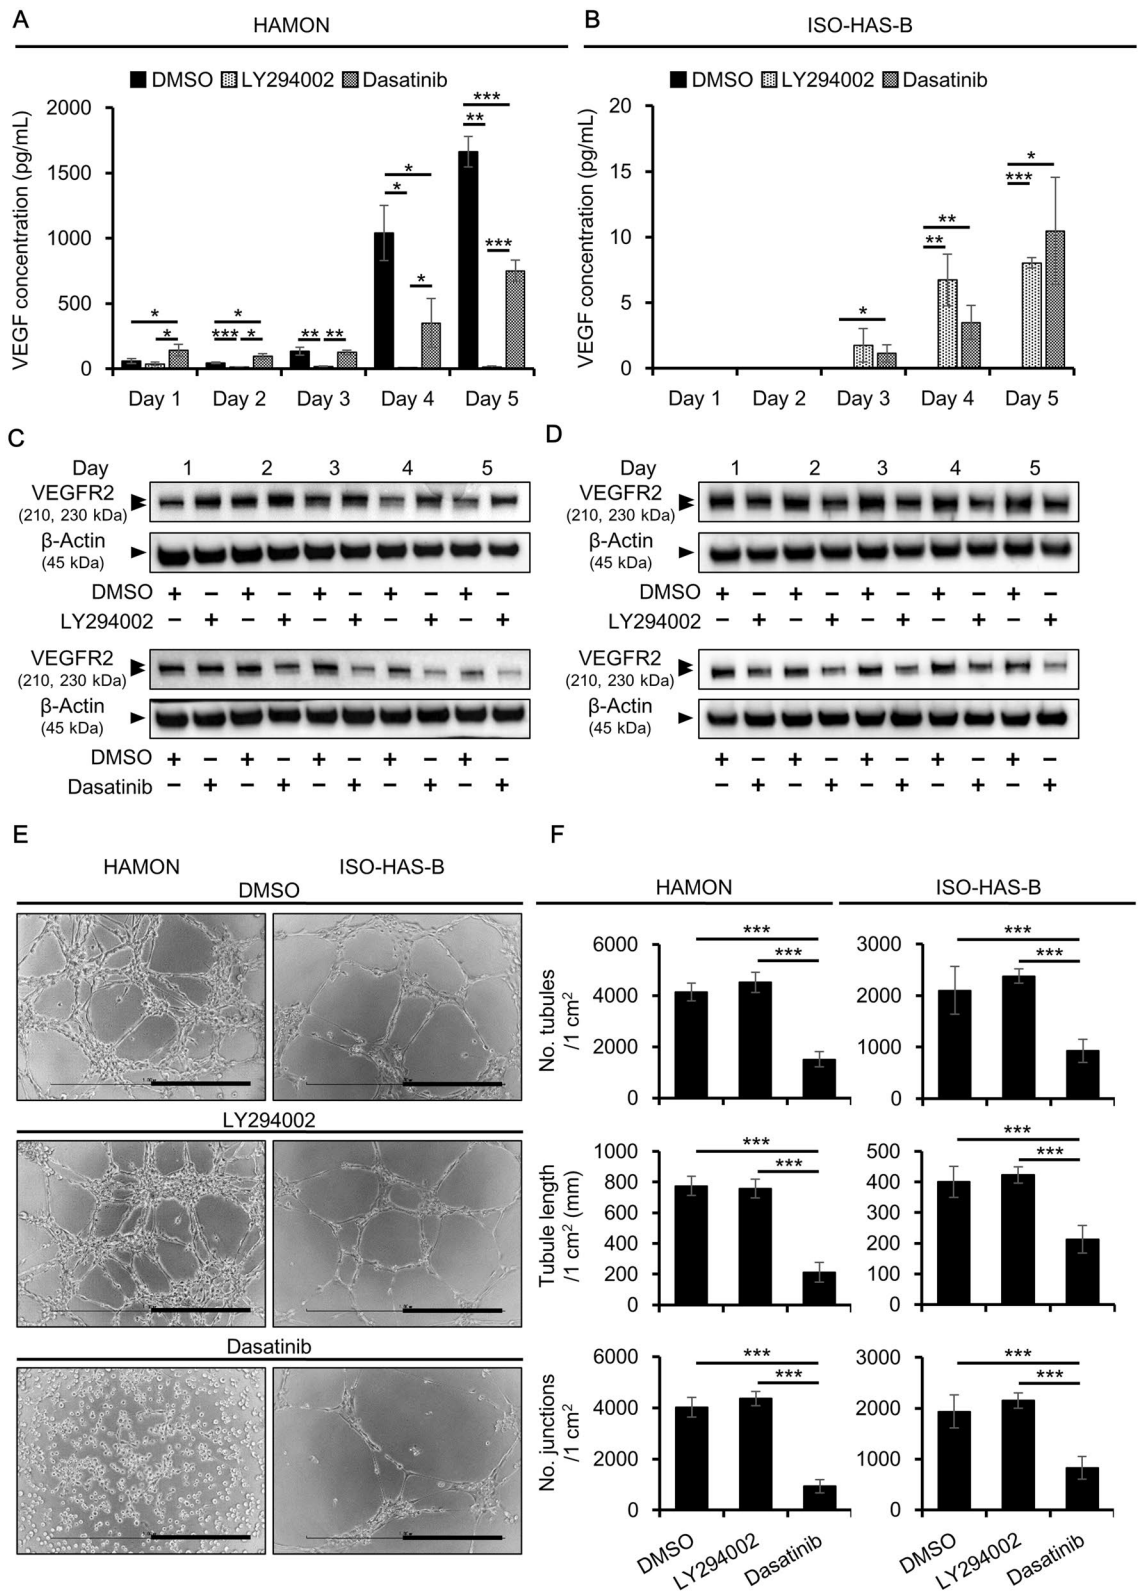 A
HAMON
DMSO LY294002 Dasatinib
VEGF concentration (pg/mL)
2000
1500
1000
500
0
* * *** * * ** ** * * * *** ** ***
Day 1 Day 2 Day 3 Day 4 Day 5
B
ISO-HAS-B
DMSO LY294002 Dasatinib
VEGF concentration (pg/mL)
20
15
10
5
0
* ** ** * ***
Day 1 Day 2 Day 3 Day 4 Day 5
C
Day 1 2 3 4 5
VEGFR2
(210, 230 kDa)
β-Actin
(45 kDa)
DMSO + − + − + − + − + −
LY294002 − + − + − + − + − +
VEGFR2
(210, 230 kDa)
β-Actin
(45 kDa)
DMSO + − + − + − + − + −
Dasatinib − + − + − + − + − +
D
Day 1 2 3 4 5
VEGFR2
(210, 230 kDa)
β-Actin
(45 kDa)
DMSO + − + − + − + − + −
LY294002 − + − + − + − + − +
VEGFR2
(210, 230 kDa)
β-Actin
(45 kDa)
DMSO + − + − + − + − + −
Dasatinib − + − + − + − + − +
E
HAMON ISO-HAS-B
DMSO
LY294002
Dasatinib
F
HAMON ISO-HAS-B
No. tubules
/1 cm²
6000
4000
2000
0
***
***
3000
2000
1000
0
***
***
Tubule length
/1 cm² (mm)
1000
800
600
400
200
0
***
***
500
400
300
200
100
0
***
***
No. junctions
/1 cm²
6000
4000
2000
0
***
***
3000
2000
1000
0
***
***
DMSO LY294002 Dasatinib
DMSO LY294002 Dasatinib